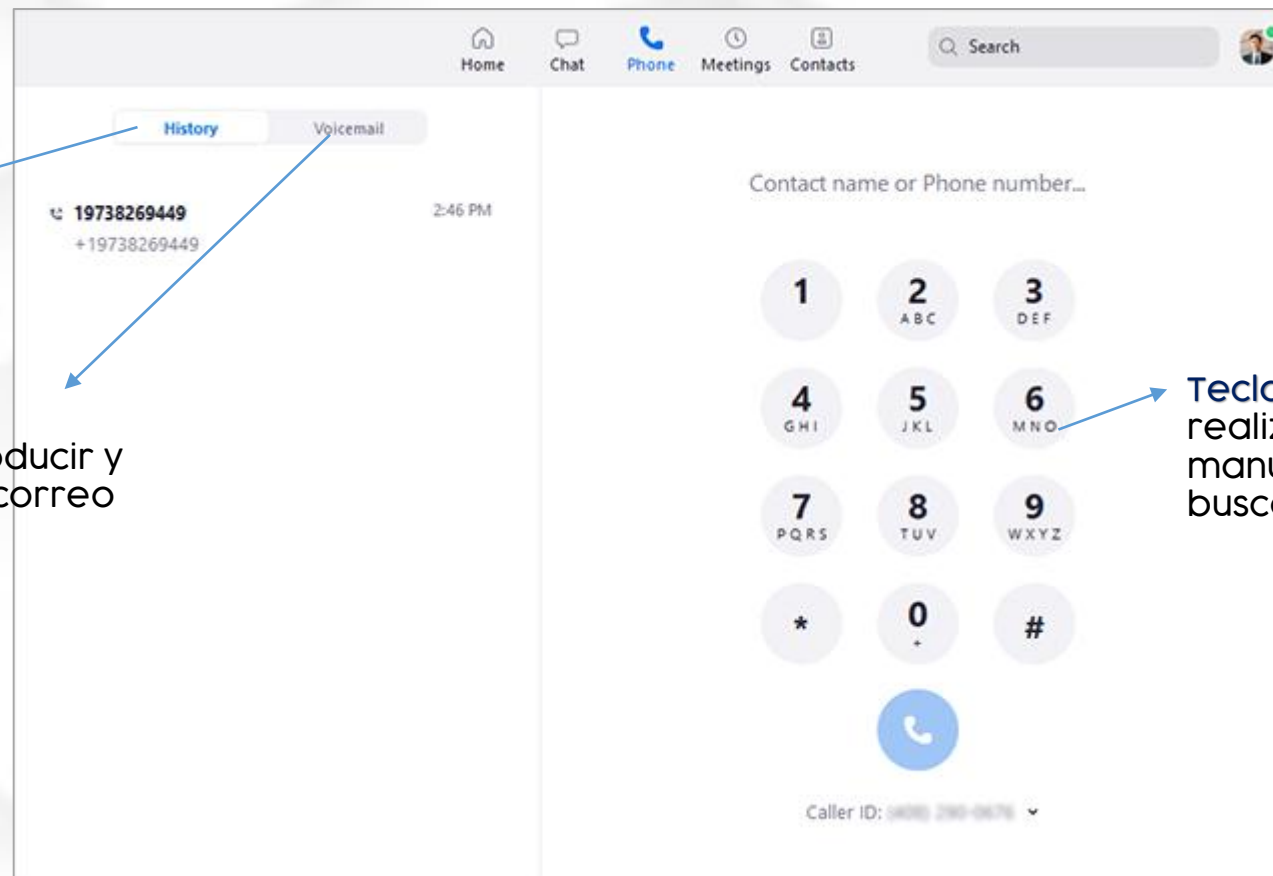 Home Chat Phone Meetings Contacts Search
History Voicemail
19738269449 2:46 PM
+19738269449
oducir y
correo
Contact name or Phone number...
1 2 3
ABC DEF
4 5 6
GHI JKL MNO
7 8 9
PQRS TUV WXYZ
* 0 #
+
Caller ID:
Tecla
realiz
manu
busca